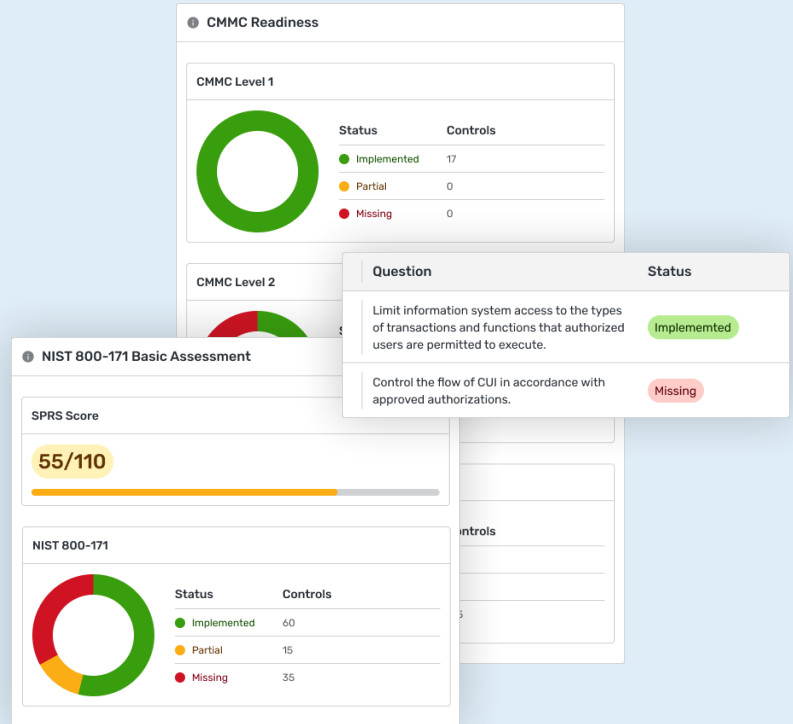 CMMC Readiness
CMMC Level 1
Status Controls
Implemented 17
Partial 0
Missing 0
CMMC Level 2
Question Status
Limit information system access to the types
of transactions and functions that authorized
users are permitted to execute.
Implememted
Control the flow of CUI in accordance with
approved authorizations.
Missing
NIST 800-171 Basic Assessment
SPRS Score
55/110
NIST 800-171
Status Controls
Implemented 60
Partial 15
Missing 35
ntrols